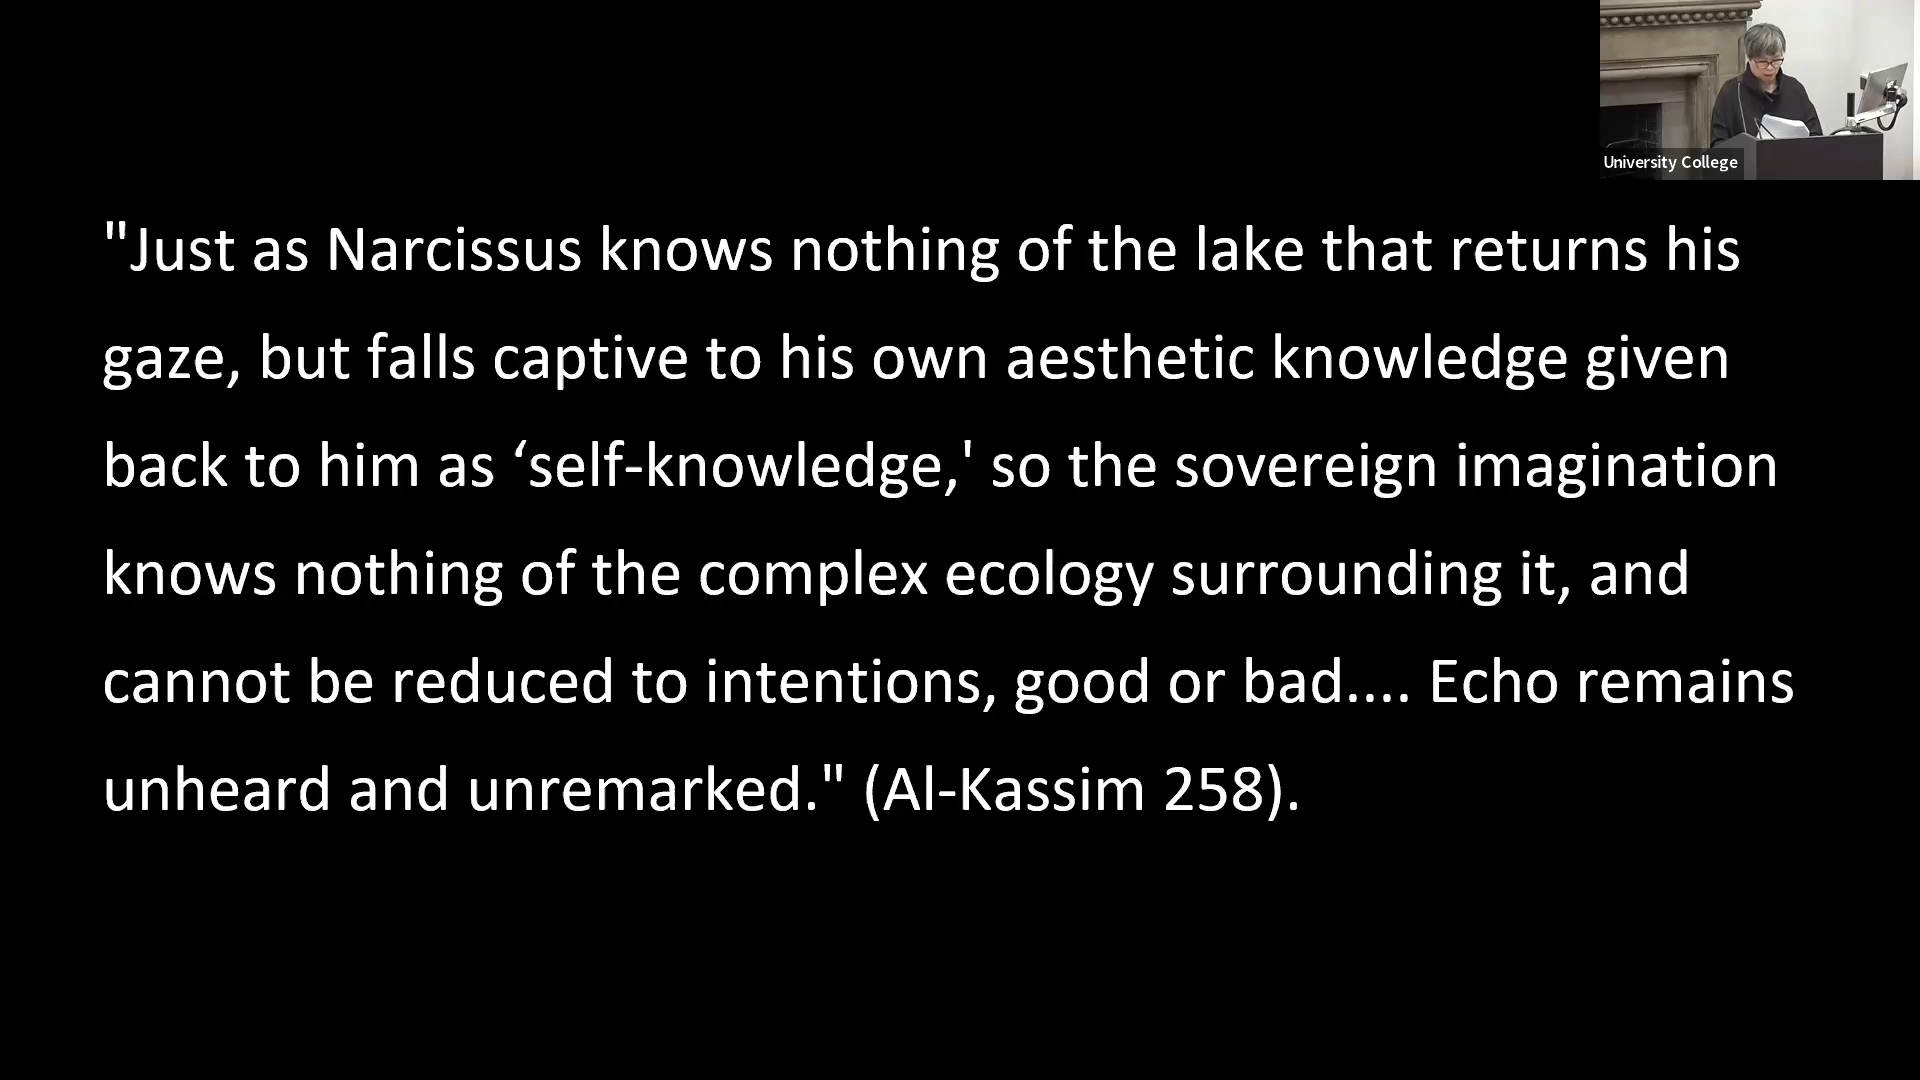 University College
"Just as Narcissus knows nothing of the lake that returns his
gaze, but falls captive to his own aesthetic knowledge given
back to him as ‘self-knowledge,' so the sovereign imagination
knows nothing of the complex ecology surrounding it, and
cannot be reduced to intentions, good or bad.... Echo remains
unheard and unremarked." (Al-Kassim 258).